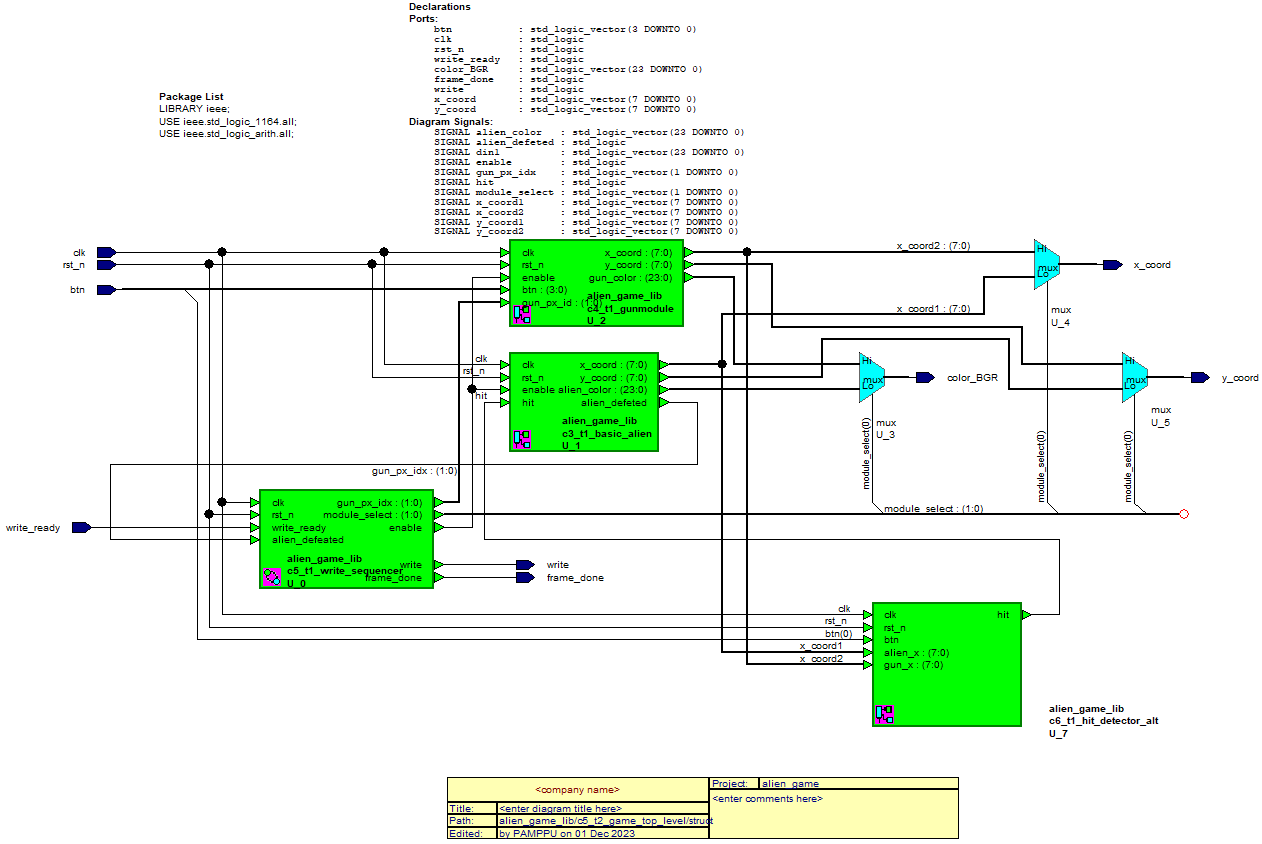 Declarations
Ports:
btn : std_logic_vector(3 DOWNTO 0)
clk : std_logic
rst_n : std_logic
write_ready : std_logic
color_BGR : std_logic_vector(23 DOWNTO 0)
frame_done : std_logic
write : std_logic
x_coord : std_logic_vector(7 DOWNTO 0)
y_coord : std_logic_vector(7 DOWNTO 0)
Diagram Signals:
SIGNAL alien_color : std_logic_vector(23 DOWNTO 0)
SIGNAL alien_defeted : std_logic
SIGNAL din1 : std_logic_vector(23 DOWNTO 0)
SIGNAL enable : std_logic
SIGNAL gun_px_idx : std_logic_vector(1 DOWNTO 0)
SIGNAL hit : std_logic
SIGNAL module_select : std_logic_vector(1 DOWNTO 0)
SIGNAL x_coord1 : std_logic_vector(7 DOWNTO 0)
SIGNAL x_coord2 : std_logic_vector(7 DOWNTO 0)
SIGNAL y_coord1 : std_logic_vector(7 DOWNTO 0)
SIGNAL y_coord2 : std_logic_vector(7 DOWNTO 0)
Package List
LIBRARY ieee;
USE ieee.std_logic_1164.all;
USE ieee.std_logic_arith.all;
clk
rst_n
btn
clk
rst_n
enable
btn : (3:0)
gun_px_id : (1:0)
x_coord : (7:0)
y_coord : (7:0)
gun_color : (23:0)
alien_game_lib
c4_t1_gunmodule
U_2
x_coord2 : (7:0)
x_coord1 : (7:0)
Hi
mux
Lo
x_coord
mux
U_4
clk
rst_n
hit
clk
rst_n
enable
hit
x_coord : (7:0)
y_coord : (7:0)
alien_color : (23:0)
alien_defeted
alien_game_lib
c3_t1_basic_alien
U_1
Hi
mux
Lo
color_BGR
mux
U_3
Hi
mux
Lo
y_coord
mux
U_5
module_select(0)
module_select(0)
module_select(0)
gun_px_idx : (1:0)
write_ready
clk
rst_n
write_ready
alien_defeated
gun_px_idx : (1:0)
module_select : (1:0)
enable
write
frame_done
alien_game_lib
c5_t1_write_sequencer
U_0
module_select : (1:0)
write
frame_done
clk
rst_n
btn(0)
x_coord1
x_coord2
clk
rst_n
btn
alien_x : (7:0)
gun_x : (7:0)
hit
alien_game_lib
c6_t1_hit_detector_alt
U_7
<company name>
Project: alien_game
<enter comments here>
Title: <enter diagram title here>
Path: alien_game_lib/c5_t2_game_top_level/struct
Edited: by PAMPPU on 01 Dec 2023